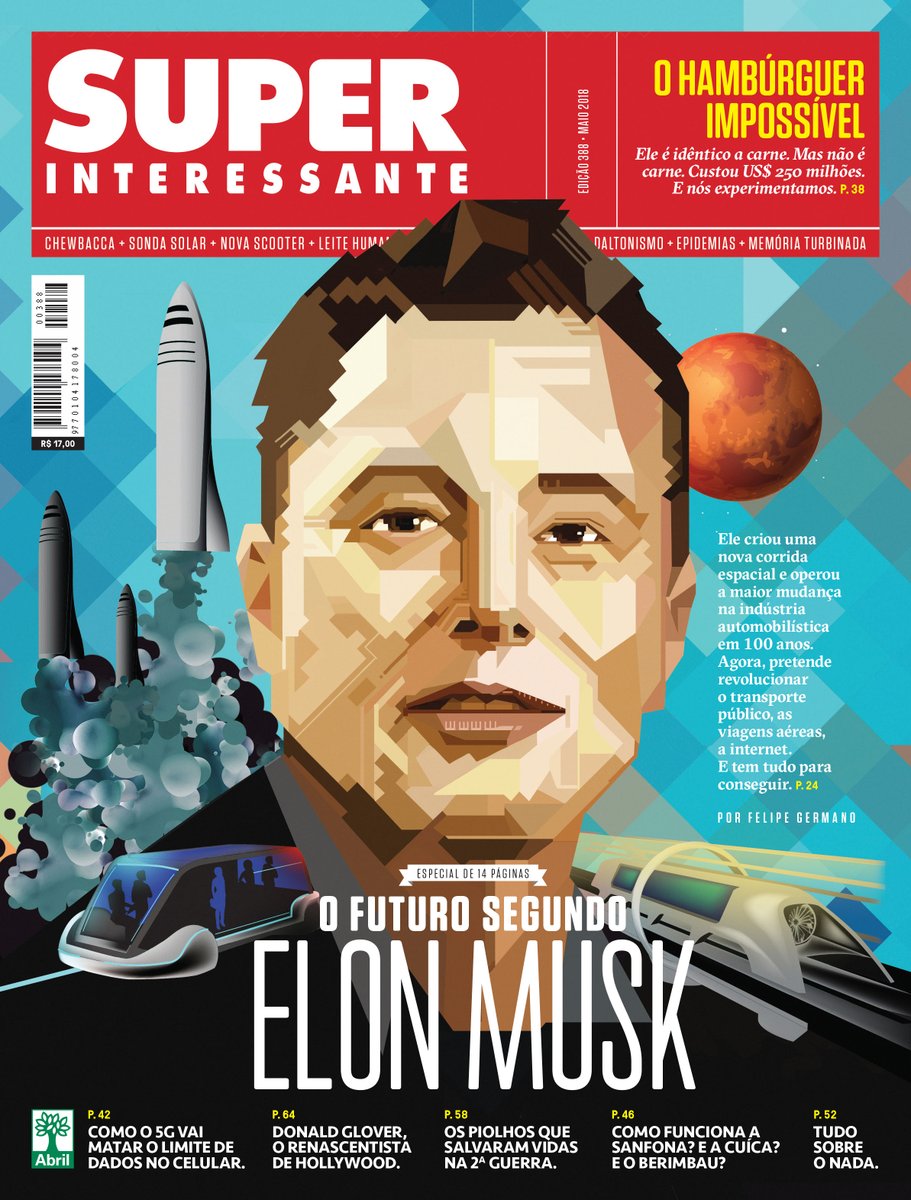 SUPER
INTERESSANTE
EDIÇÃO 388 • MAIO 2018
O HAMBÚRGUER
IMPOSSÍVEL
Ele é idêntico a carne. Mas não é
carne. Custou US$ 250 milhões.
E nós experimentamos. P. 38
CHEWBACCA + SONDA SOLAR + NOVA SCOOTER + LEITE HUMA
DALTONISMO + EPIDEMIAS + MEMÓRIA TURBINADA
00388
9770104178004
R$ 17,00
Ele criou uma
nova corrida
espacial e operou
a maior mudança
na indústria
automobilística
em 100 anos.
Agora, pretende
revolucionar
o transporte
público, as
viagens aéreas,
a internet.
E tem tudo para
conseguir. P. 24
POR FELIPE GERMANO
ESPECIAL DE 14 PÁGINAS
O FUTURO SEGUNDO
ELON MUSK
Abril
P. 42
COMO O 5G VAI
MATAR O LIMITE DE
DADOS NO CELULAR.
P. 64
DONALD GLOVER,
O RENASCENTISTA
DE HOLLYWOOD.
P. 58
OS PIOLHOS QUE
SALVARAM VIDAS
NA 2ª GUERRA.
P. 46
COMO FUNCIONA A
SANFONA? E A CUÍCA?
E O BERIMBAU?
P. 52
TUDO
SOBRE
O NADA.